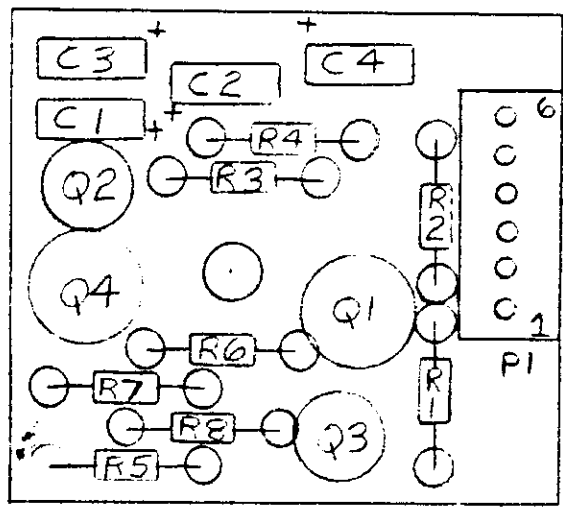 + +
C3 C2 C4
C1 + +
6
R4
R3
Q2
R2
Q4
Q1
1
R6
P1
R7
R1
R8
Q3
R5